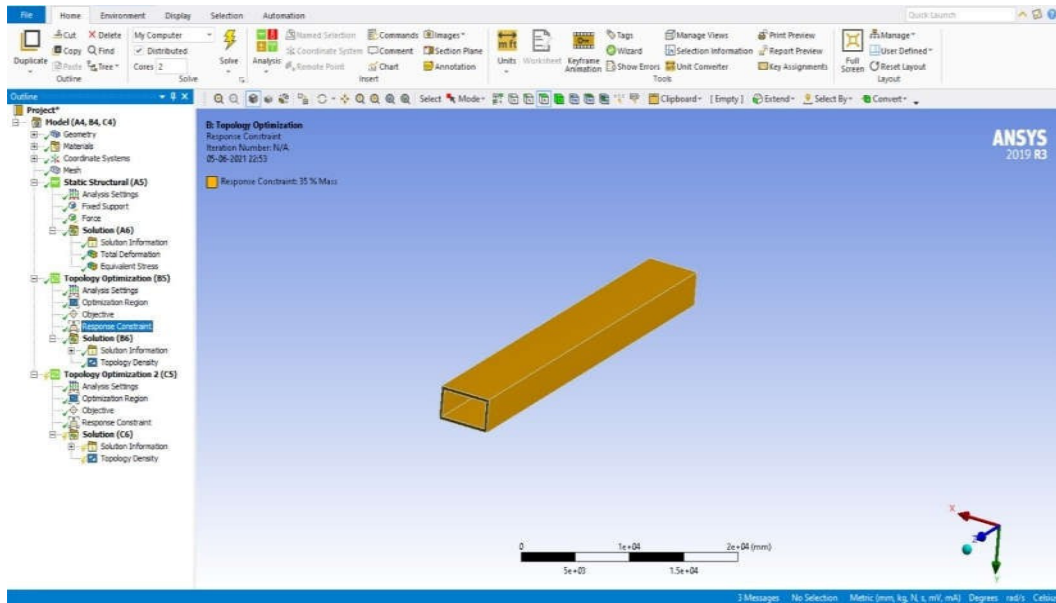 File Home Environment Display Selection Automation Quick Launch
Duplicate
Cut Delete
Copy Find
Paste Tree
Outline
My Computer
Distributed
Cores 2
Solve
Solve
Analysis
Named Selection Commands Images
Coordinate System Comment Section Plane
Remote Point Chart Annotation
Insert
Units Worksheet Keyframe Animation
Tags Manage Views Print Preview
Wizard Selection Information Report Preview
Show Errors Unit Converter Key Assignments
Tools
Full Screen
Manage
User Defined
Reset Layout
Layout
Outline
Select Mode Clipboard [Empty] Extend Select By Convert
Project*
Model (A4, B4, C4)
Geometry
Materials
Coordinate Systems
Mesh
Static Structural (A5)
Analysis Settings
Fixed Support
Force
Solution (A6)
Solution Information
Total Deformation
Equivalent Stress
Topology Optimization (B5)
Analysis Settings
Optimization Region
Objective
Response Constraint
Solution (B6)
Solution Information
Topology Density
Topology Optimization 2 (C5)
Analysis Settings
Optimization Region
Objective
Response Constraint
Solution (C6)
Solution Information
Topology Density
B: Topology Optimization
Response Constraint
Iteration Number: N/A
05-06-2021 22:53
Response Constraint: 35 % Mass
ANSYS
2019 R3
0 1e+04 2e+04 (mm)
5e+03 1.5e+04
X
Z
Y
3 Messages No Selection Metric (mm, kg, N, s, mV, mA) Degrees rad/s Celsius